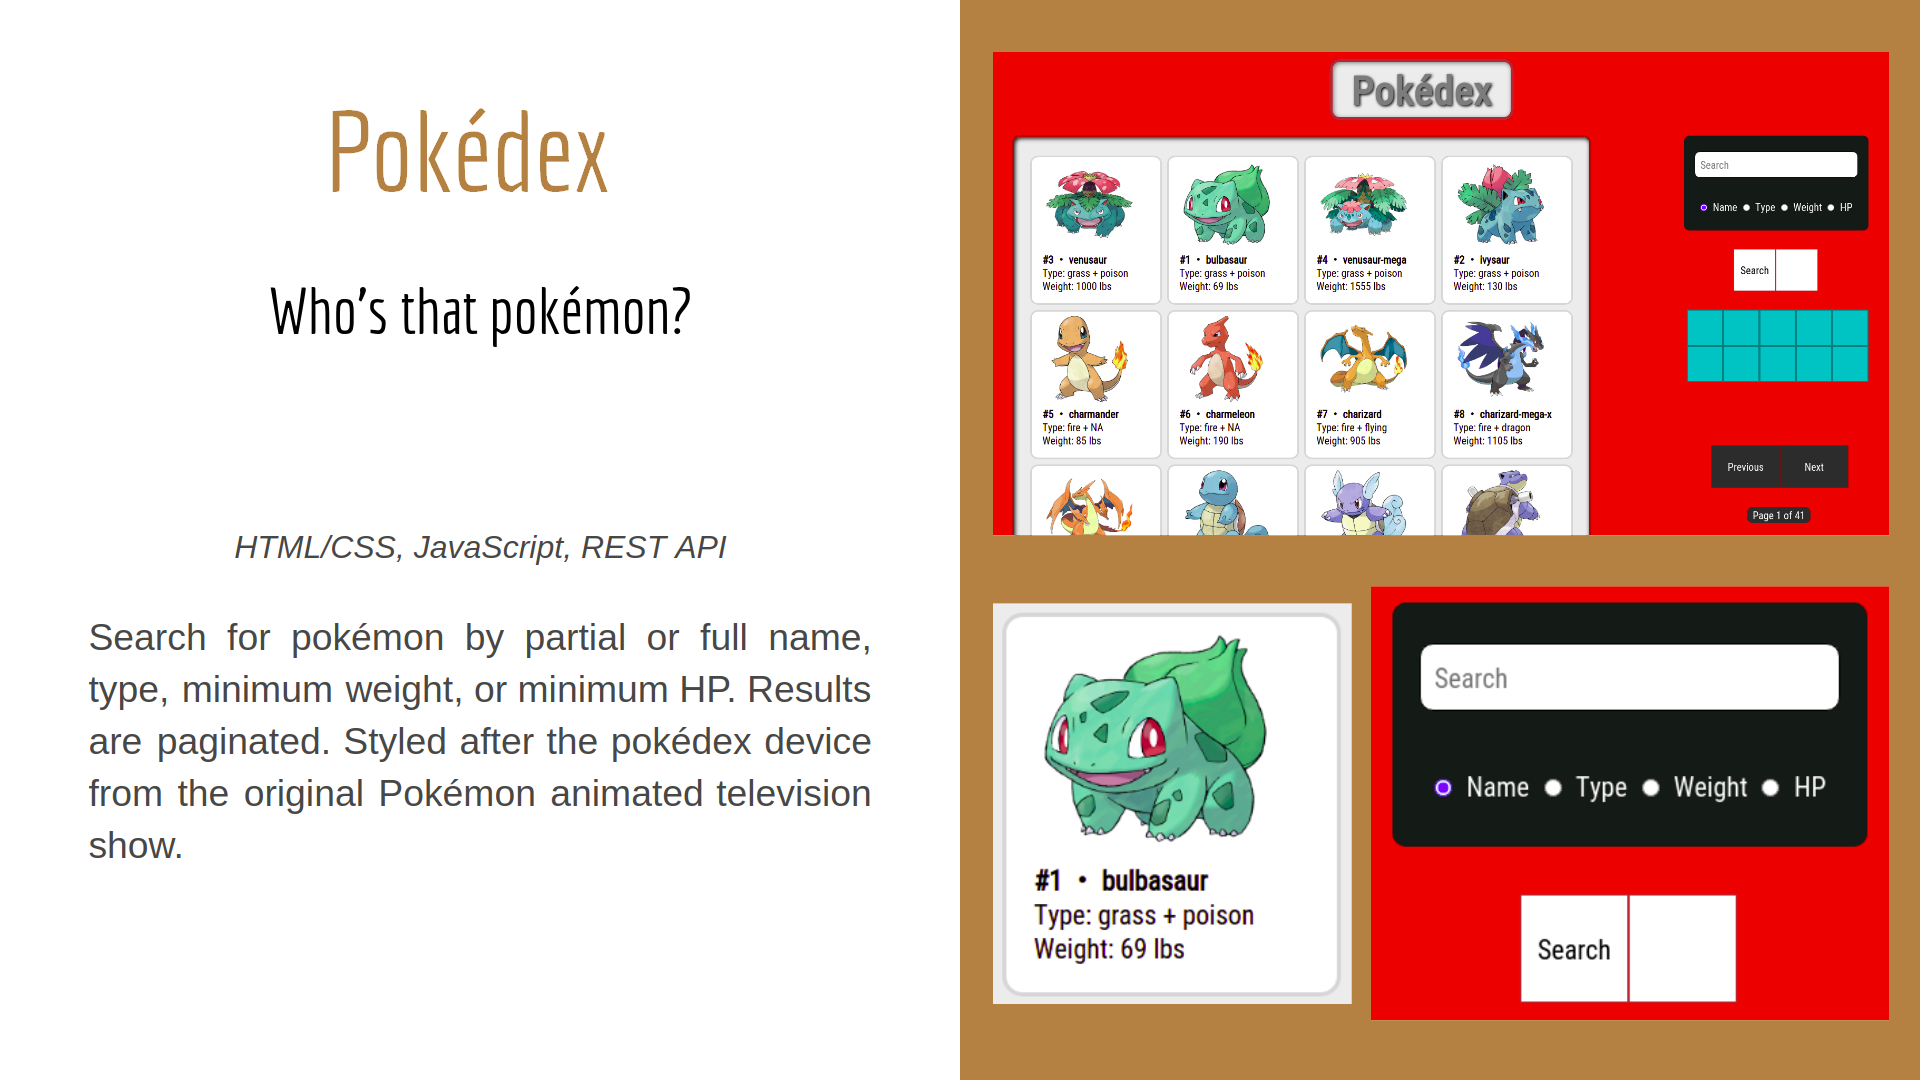 Pokédex
Who's that pokémon?
HTML/CSS, JavaScript, REST API
Search for pokémon by partial or full name,
type, minimum weight, or minimum HP. Results
are paginated. Styled after the pokédex device
from the original Pokémon animated television
show.
Pokédex
#3 • venusaur
Type: grass + poison
Weight: 1000 lbs
#1 • bulbasaur
Type: grass + poison
Weight: 69 lbs
#4 • venusaur-mega
Type: grass + poison
Weight: 1555 lbs
#2 • ivysaur
Type: grass + poison
Weight: 130 lbs
#5 • charmander
Type: fire + NA
Weight: 85 lbs
#6 • charmeleon
Type: fire + NA
Weight: 190 lbs
#7 • charizard
Type: fire + flying
Weight: 905 lbs
#8 • charizard-mega-x
Type: fire + dragon
Weight: 1105 lbs
Search
Name Type Weight HP
Search
Previous Next
Page 1 of 41
#1 • bulbasaur
Type: grass + poison
Weight: 69 lbs
Search
Name Type Weight HP
Search